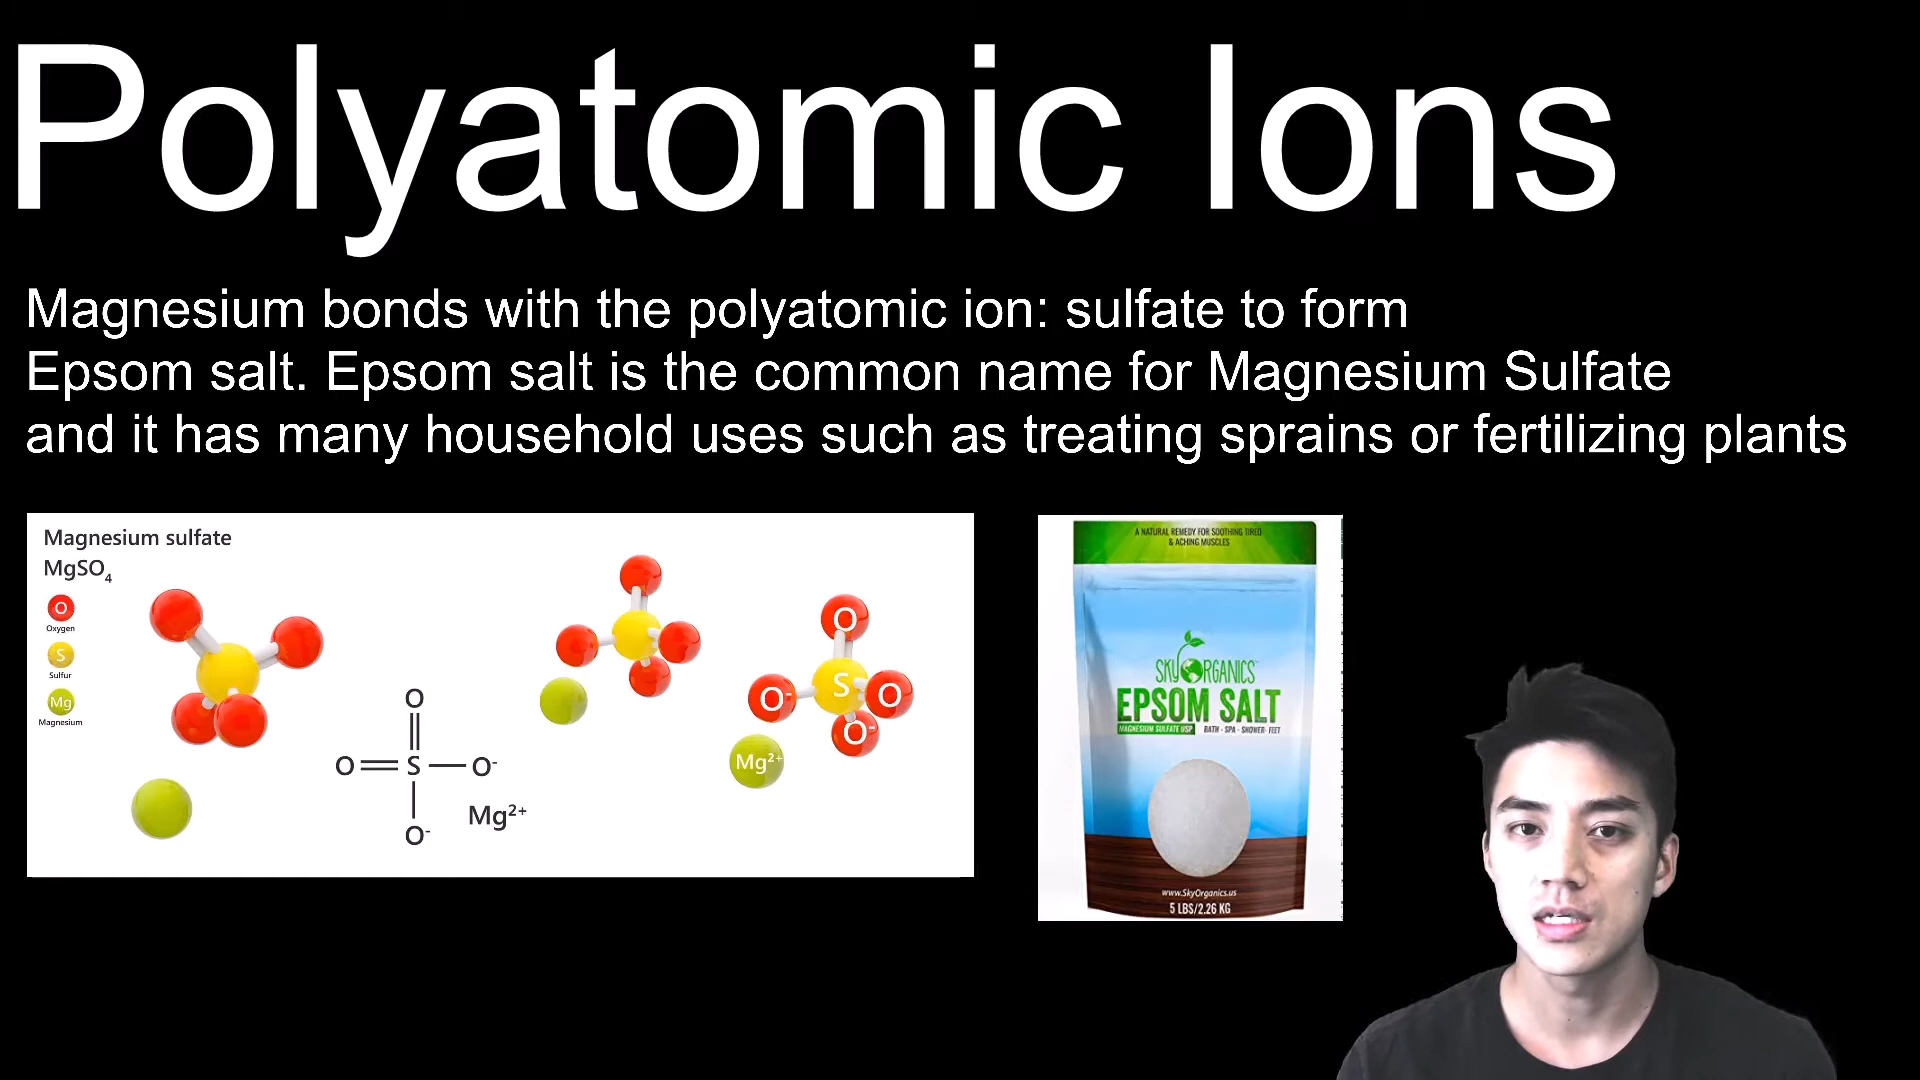 Polyatomic Ions
Magnesium bonds with the polyatomic ion: sulfate to form
Epsom salt. Epsom salt is the common name for Magnesium Sulfate
and it has many household uses such as treating sprains or fertilizing plants
Magnesium sulfate
MgSO₄
O
Oxygen
S
Sulfur
Mg
Magnesium
O
O S O⁻
O⁻
Mg²⁺
O
O⁻ S O
O⁻
Mg²⁺
A NATURAL REMEDY FOR SOOTHING TIRED
& ACHING MUSCLES
SKY ORGANICS
EPSOM SALT
MAGNESIUM SULFATE USP BATH - SPA - SHOWER - FEET
www.SkyOrganics.us
5 LBS/2.26 KG